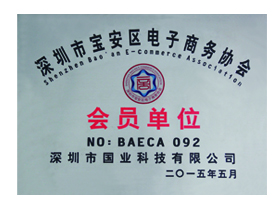 深圳市宝安区电子商务协会
Shenzhen Bao'an E-commerce Association
会员单位
NO: BAECA 092
深圳市国业科技有限公司
二〇一五年五月